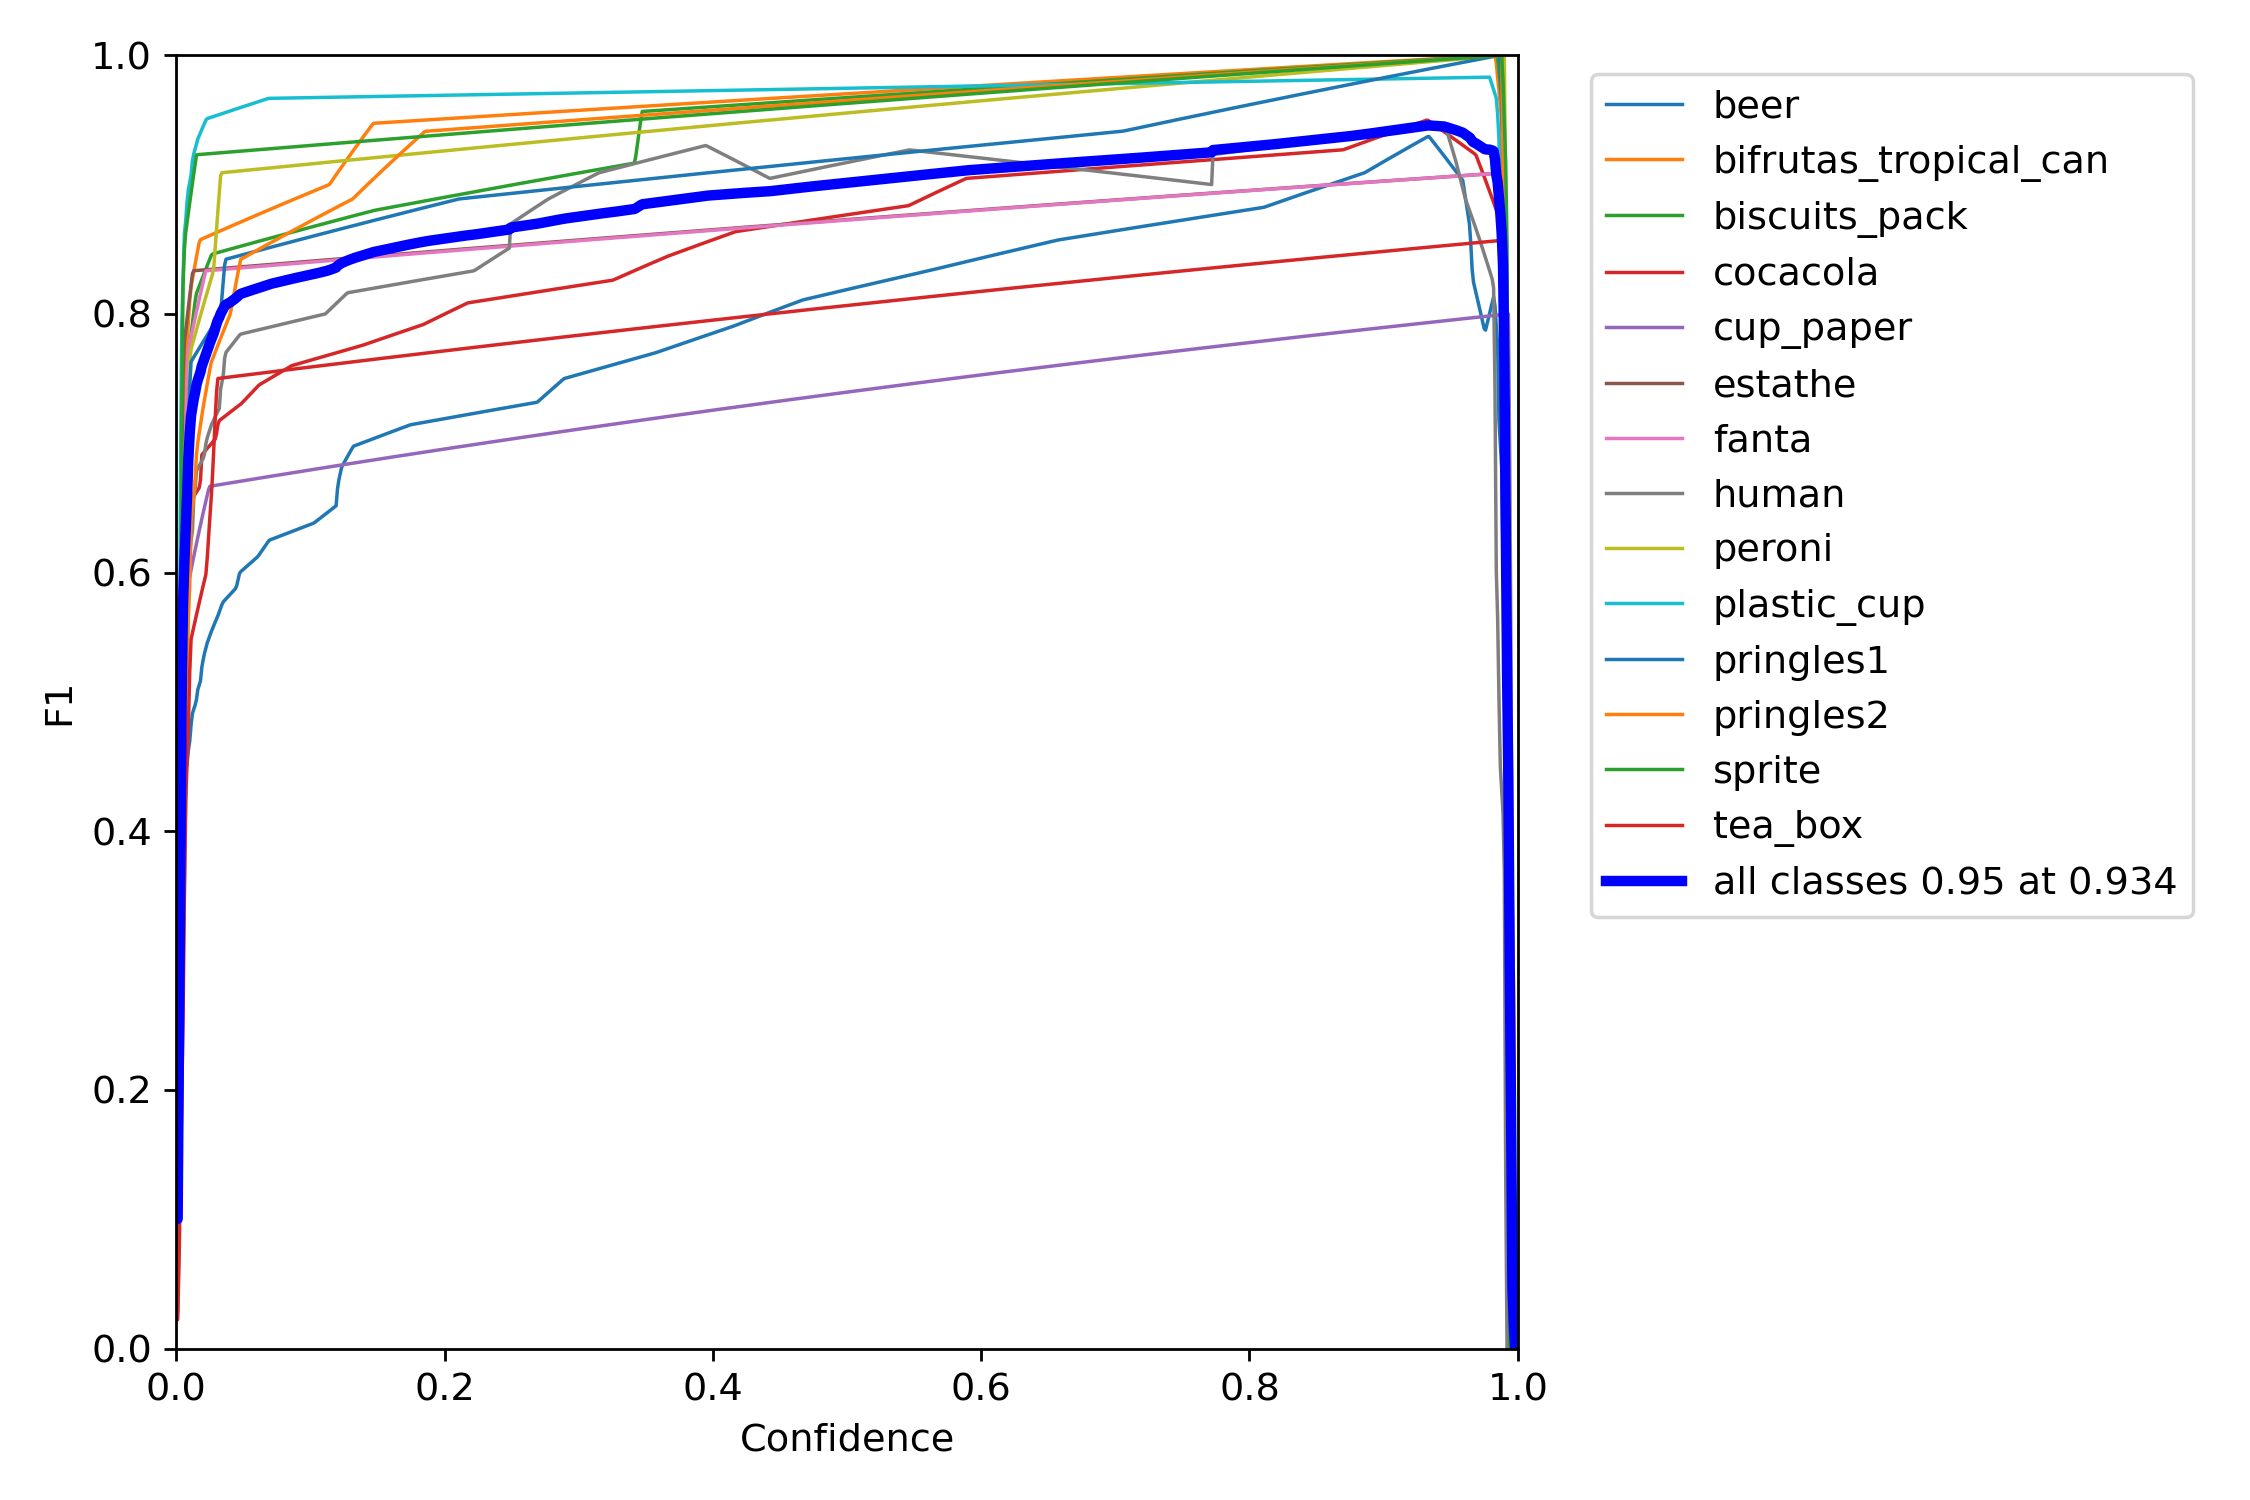 1.0
0.8
0.6
0.4
0.2
0.0
F1
0.0 0.2 0.4 0.6 0.8 1.0
Confidence
beer
bifrutas_tropical_can
biscuits_pack
cocacola
cup_paper
estathe
fanta
human
peroni
plastic_cup
pringles1
pringles2
sprite
tea_box
all classes 0.95 at 0.934